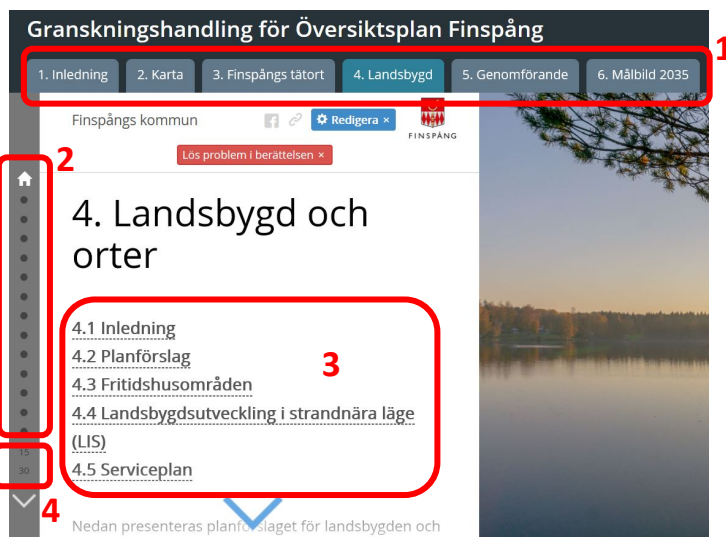 Granskningshandling för Översiktsplan Finspång
1
1. Inledning 2. Karta 3. Finspångs tätort 4. Landsbygd 5. Genomförande 6. Målbild 2035
Finspångs kommun Redigera ×
FINSPÅNG
Lös problem i berättelsen ×
2
4. Landsbygd och
orter
4.1 Inledning
4.2 Planförslag
3
4.3 Fritidshusområden
4.4 Landsbygdsutveckling i strandnära läge
(LIS)
15
4.5 Serviceplan
30
4
Nedan presenteras planförslaget för landsbygden och